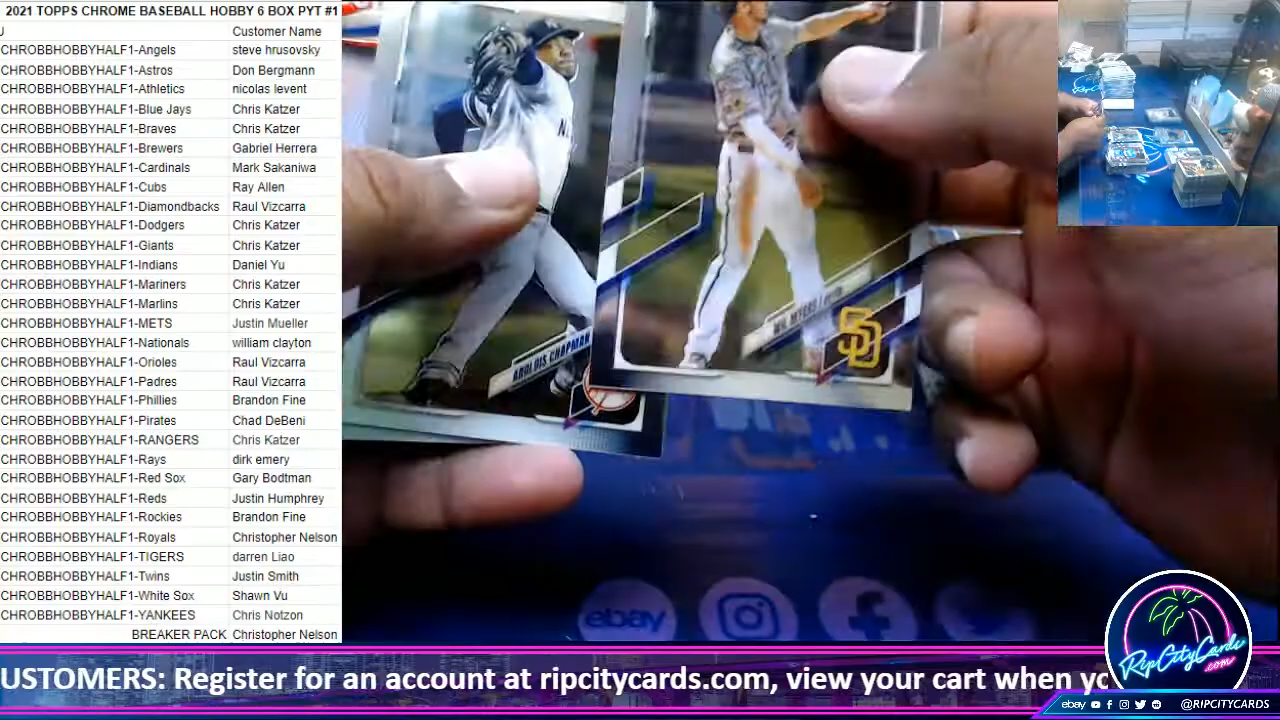 2021 TOPPS CHROME BASEBALL HOBBY 6 BOX PYT #1
Customer Name
CHROBBHOBBYHALF1-Angels steve hrusovsky
CHROBBHOBBYHALF1-Astros Don Bergmann
CHROBBHOBBYHALF1-Athletics nicolas levent
CHROBBHOBBYHALF1-Blue Jays Chris Katzer
CHROBBHOBBYHALF1-Braves Chris Katzer
CHROBBHOBBYHALF1-Brewers Gabriel Herrera
CHROBBHOBBYHALF1-Cardinals Mark Sakaniwa
CHROBBHOBBYHALF1-Cubs Ray Allen
CHROBBHOBBYHALF1-Diamondbacks Raul Vizcarra
CHROBBHOBBYHALF1-Dodgers Chris Katzer
CHROBBHOBBYHALF1-Giants Chris Katzer
CHROBBHOBBYHALF1-Indians Daniel Yu
CHROBBHOBBYHALF1-Mariners Chris Katzer
CHROBBHOBBYHALF1-Marlins Chris Katzer
CHROBBHOBBYHALF1-METS Justin Mueller
CHROBBHOBBYHALF1-Nationals william clayton
CHROBBHOBBYHALF1-Orioles Raul Vizcarra
CHROBBHOBBYHALF1-Padres Raul Vizcarra
CHROBBHOBBYHALF1-Phillies Brandon Fine
CHROBBHOBBYHALF1-Pirates Chad DeBeni
CHROBBHOBBYHALF1-RANGERS Chris Katzer
CHROBBHOBBYHALF1-Rays dirk emery
CHROBBHOBBYHALF1-Red Sox Gary Bodtman
CHROBBHOBBYHALF1-Reds Justin Humphrey
CHROBBHOBBYHALF1-Rockies Brandon Fine
CHROBBHOBBYHALF1-Royals Christopher Nelson
CHROBBHOBBYHALF1-TIGERS darren Liao
CHROBBHOBBYHALF1-Twins Justin Smith
CHROBBHOBBYHALF1-White Sox Shawn Vu
CHROBBHOBBYHALF1-YANKEES Chris Notzon
BREAKER PACK Christopher Nelson
AROLDIS CHAPMAN
WIL MYERS
SD
ebay
USTOMERS: Register for an account at ripcitycards.com, view your cart when yo
RipCityCards
.com
ebay @RIPCITYCARDS